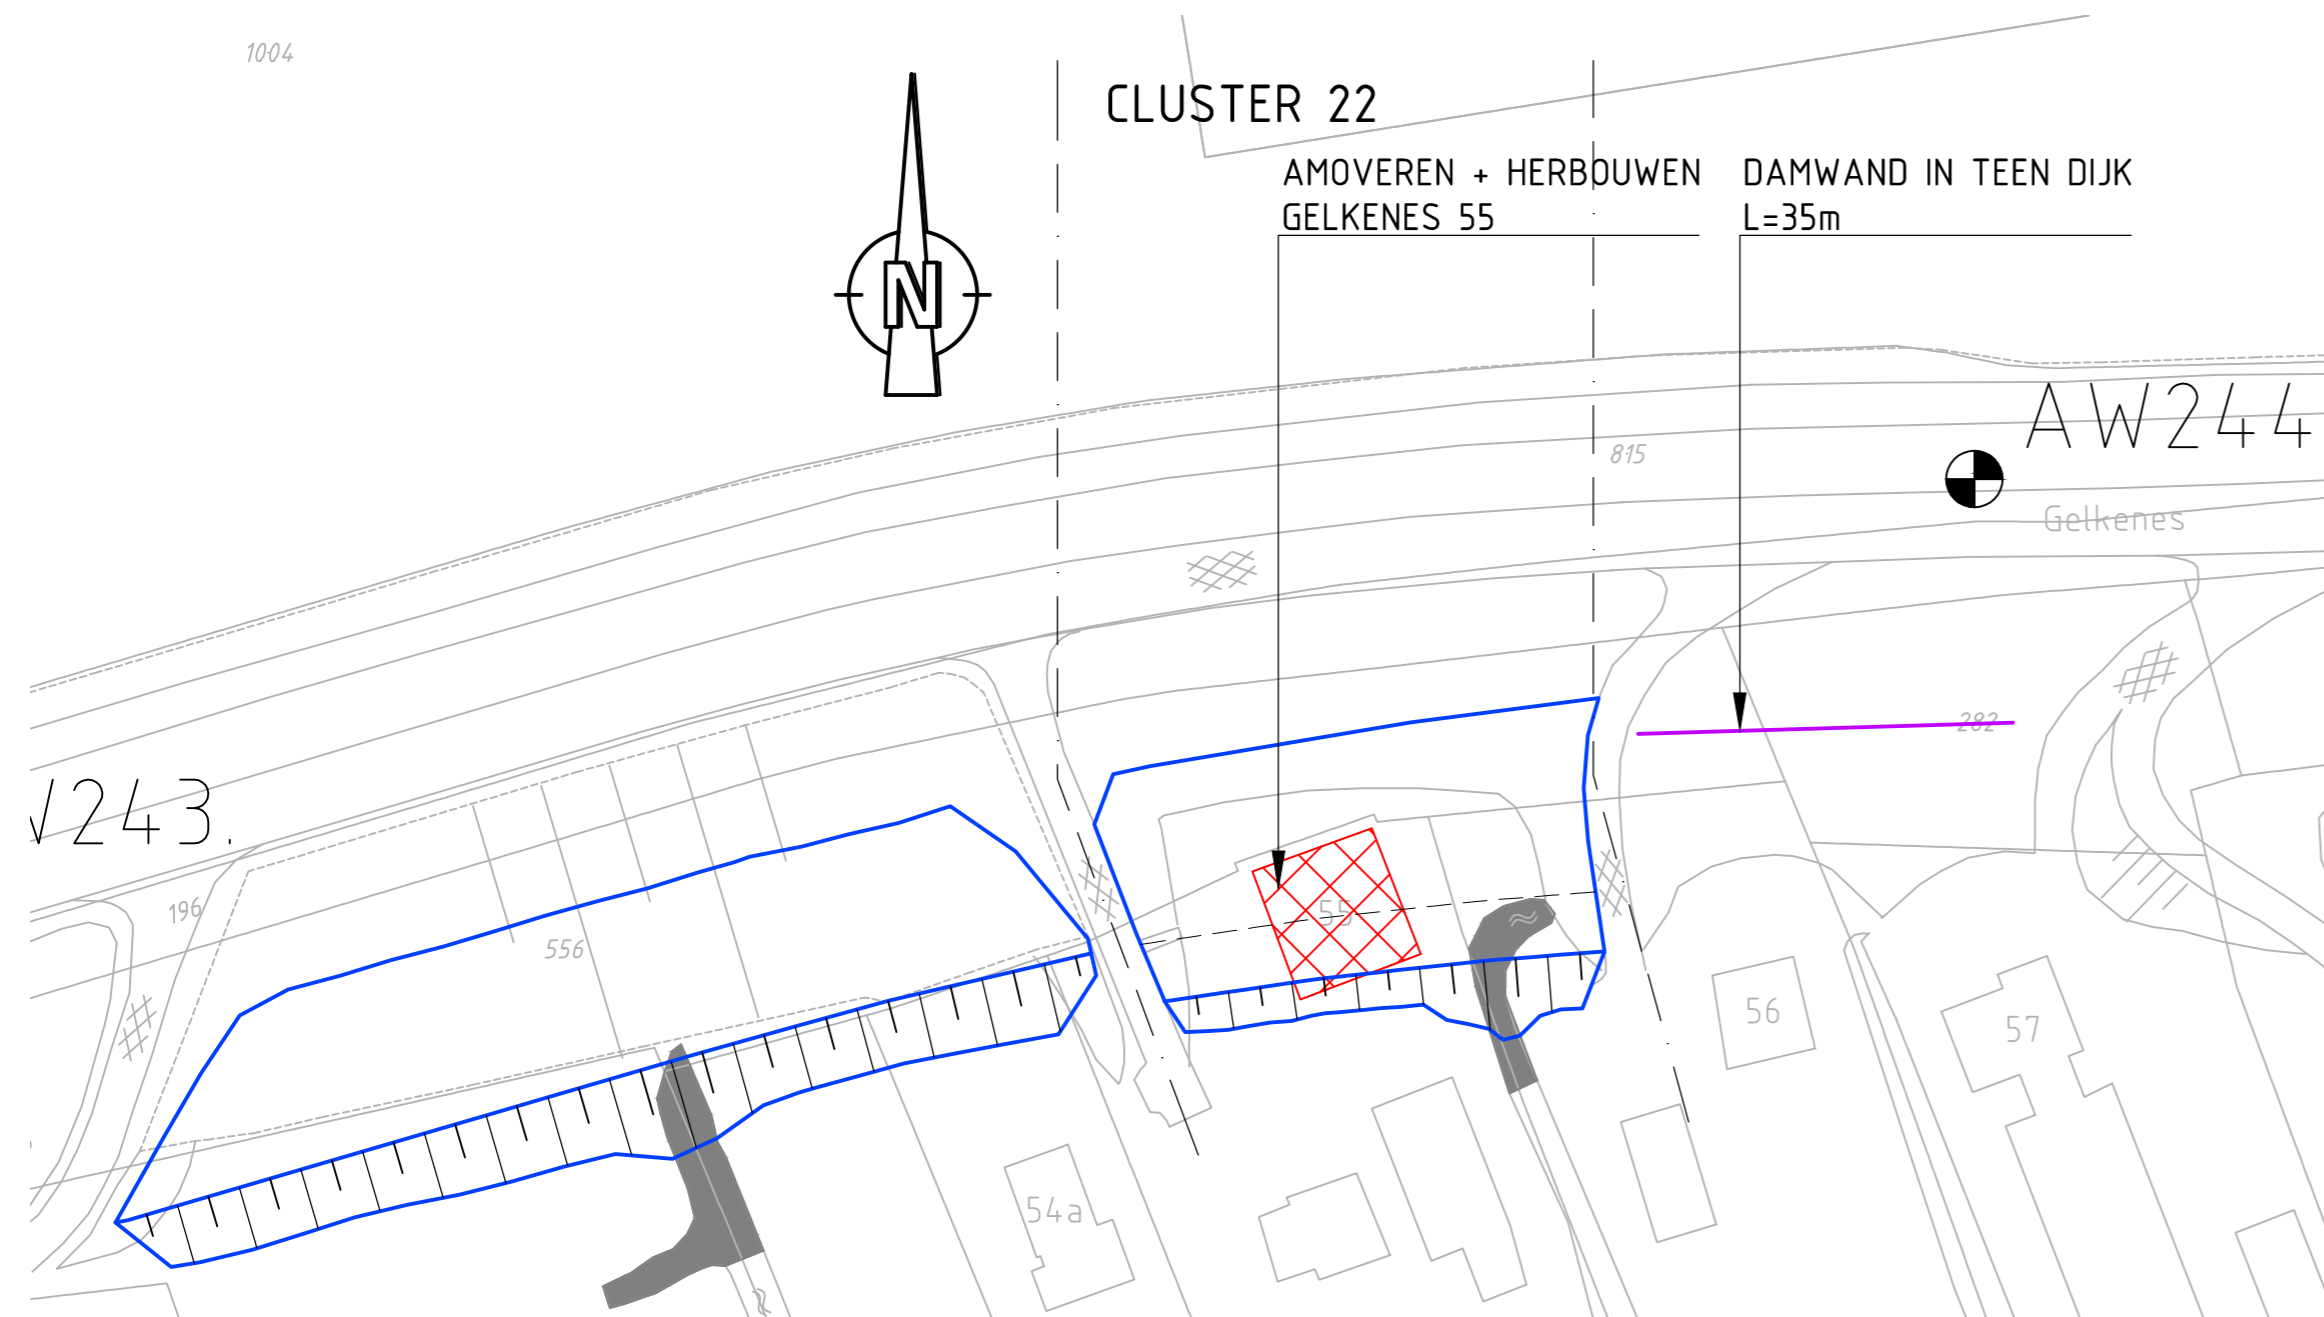 1004
CLUSTER 22
AMOVEREN + HERBOUWEN
GELKENES 55
DAMWAND IN TEEN DIJK
L=35m
N
AW244
815
Gelkenes
282
243.
196
556
55
56
57
54a